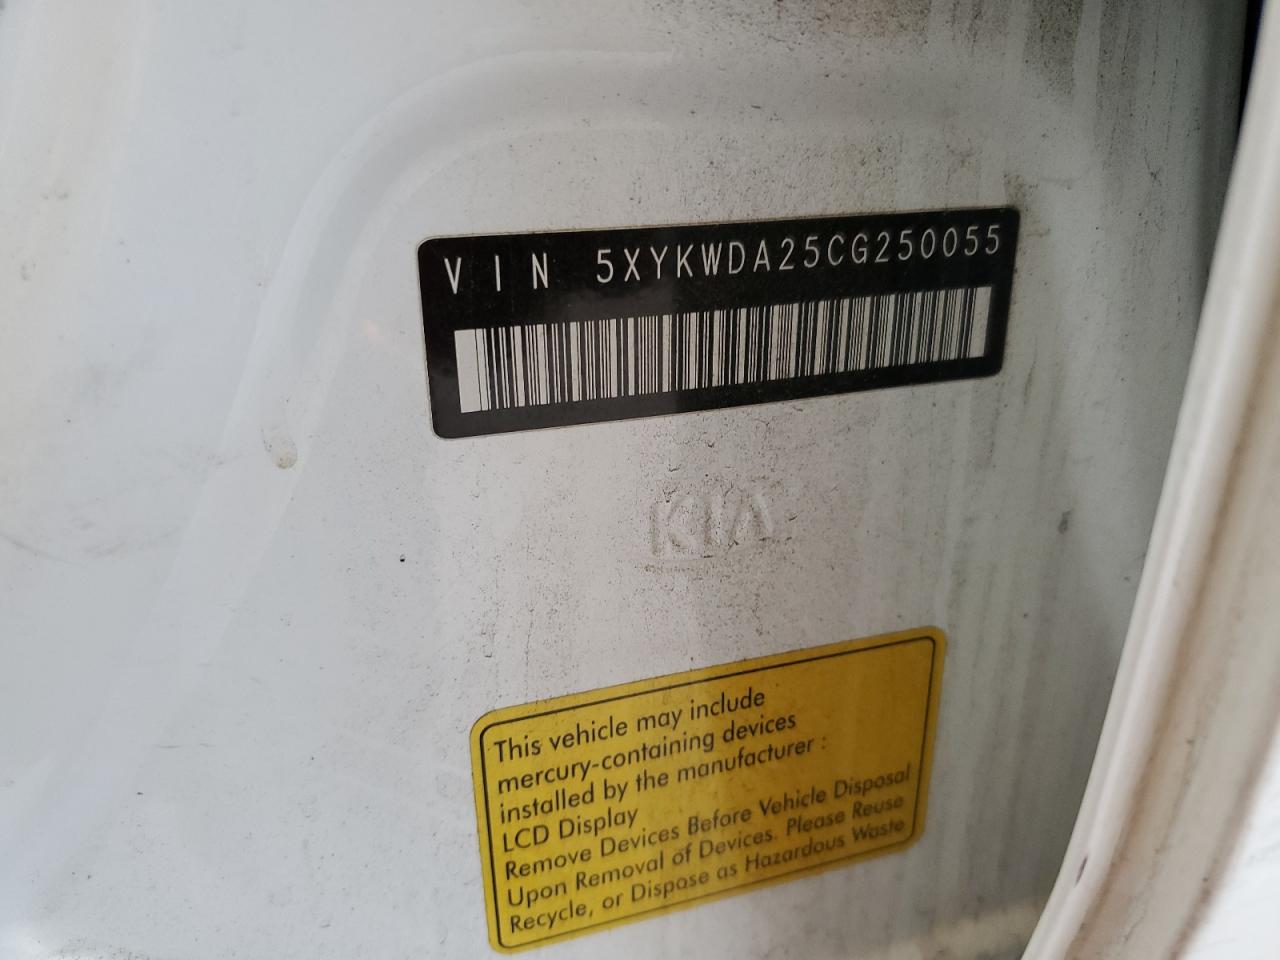 VIN 5XYKWDA25CG250055
KIA
This vehicle may include
mercury-containing devices
installed by the manufacturer :
LCD Display
Remove Devices Before Vehicle Disposal
Upon Removal of Devices. Please Reuse
Recycle, or Dispose as Hazardous Waste